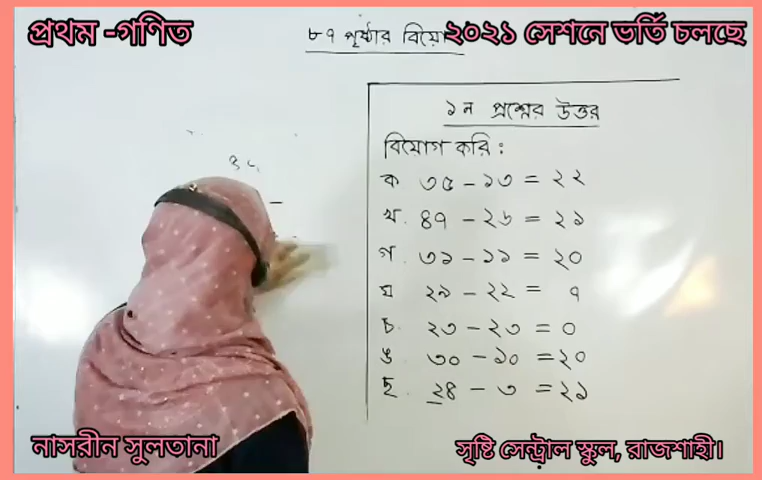 প্রথম -গণিত
২০২১ সেশনে ভর্তি চলছে
৮৭ পৃষ্ঠার
১ন প্রশ্নের উত্তর
বিয়োগ করি :
ক ৩৫ - ১৩ = ২২
খ. ৪৭ - ২৬ = ২১
গ. ৩১ - ১১ = ২০
ঘ ২৯ - ২২ = ৭
চ. ২৩ - ২৩ = ০
ঙ ৩০ - ১০ = ২০
ছ. ২৪ - ৩ = ২১
নাসরীন সুলতানা
সৃষ্টি সেন্ট্রাল স্কুল, রাজশাহী।